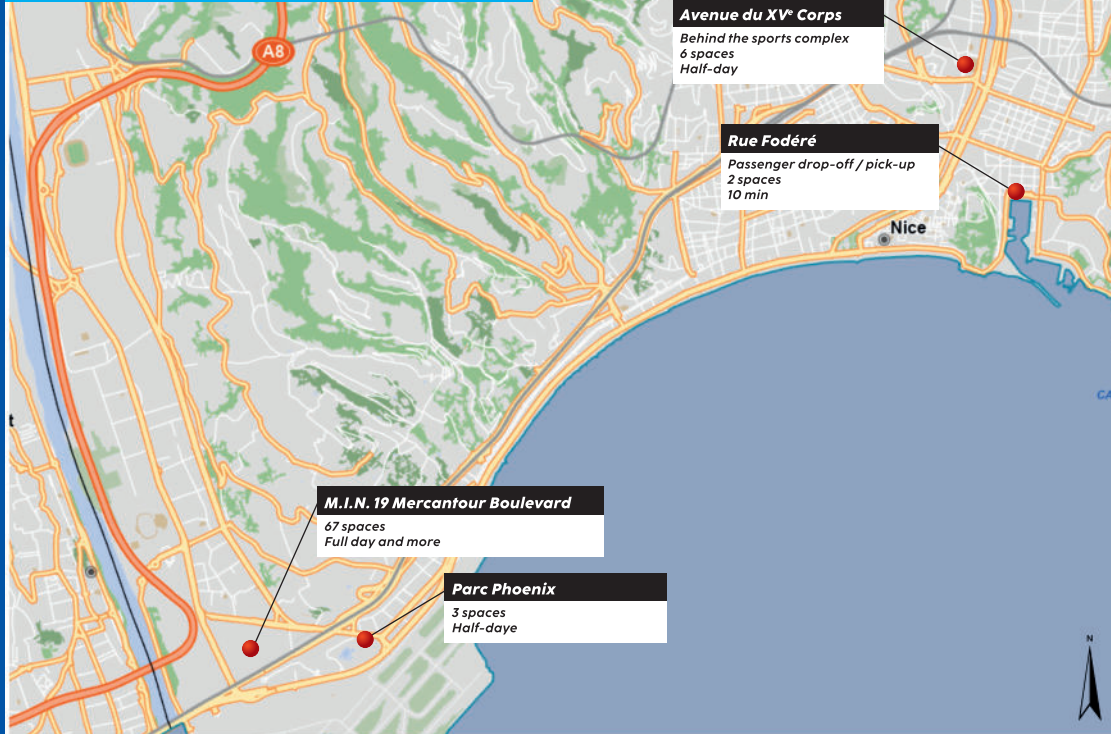 A8
Avenue du XVᵉ Corps
Behind the sports complex
6 spaces
Half-day
Rue Fodéré
Passenger drop-off / pick-up
2 spaces
10 min
Nice
CA
t
M.I.N. 19 Mercantour Boulevard
67 spaces
Full day and more
Parc Phoenix
3 spaces
Half-daye
N